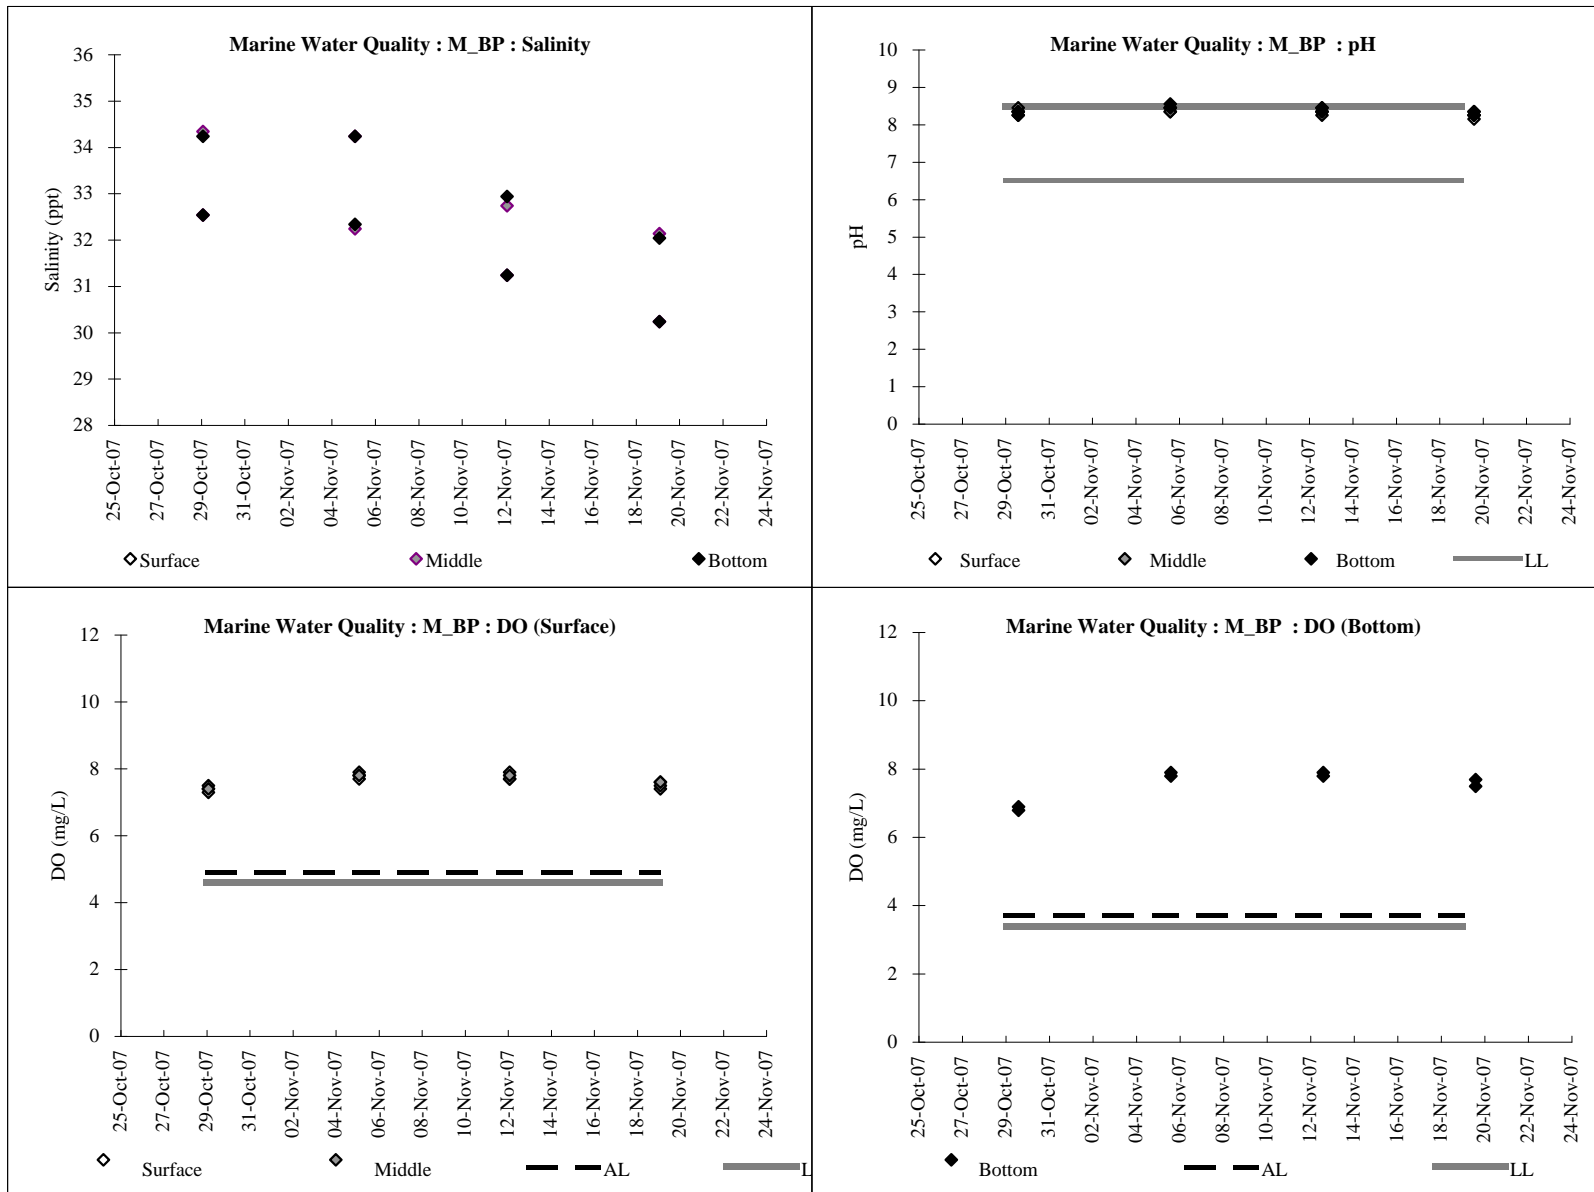 Marine Water Quality : M_BP : Salinity
36
35
34
33
32
31
30
29
28
Salinity (ppt)
25-Oct-07
27-Oct-07
29-Oct-07
31-Oct-07
02-Nov-07
04-Nov-07
06-Nov-07
08-Nov-07
10-Nov-07
12-Nov-07
14-Nov-07
16-Nov-07
18-Nov-07
20-Nov-07
22-Nov-07
24-Nov-07
Surface Middle Bottom
Marine Water Quality : M_BP : pH
10
9
8
7
6
5
4
3
2
1
0
pH
25-Oct-07
27-Oct-07
29-Oct-07
31-Oct-07
02-Nov-07
04-Nov-07
06-Nov-07
08-Nov-07
10-Nov-07
12-Nov-07
14-Nov-07
16-Nov-07
18-Nov-07
20-Nov-07
22-Nov-07
24-Nov-07
Surface Middle Bottom LL
Marine Water Quality : M_BP : DO (Surface)
12
10
8
6
4
2
0
DO (mg/L)
25-Oct-07
27-Oct-07
29-Oct-07
31-Oct-07
02-Nov-07
04-Nov-07
06-Nov-07
08-Nov-07
10-Nov-07
12-Nov-07
14-Nov-07
16-Nov-07
18-Nov-07
20-Nov-07
22-Nov-07
24-Nov-07
Surface Middle AL L
Marine Water Quality : M_BP : DO (Bottom)
12
10
8
6
4
2
0
DO (mg/L)
25-Oct-07
27-Oct-07
29-Oct-07
31-Oct-07
02-Nov-07
04-Nov-07
06-Nov-07
08-Nov-07
10-Nov-07
12-Nov-07
14-Nov-07
16-Nov-07
18-Nov-07
20-Nov-07
22-Nov-07
24-Nov-07
Bottom AL LL